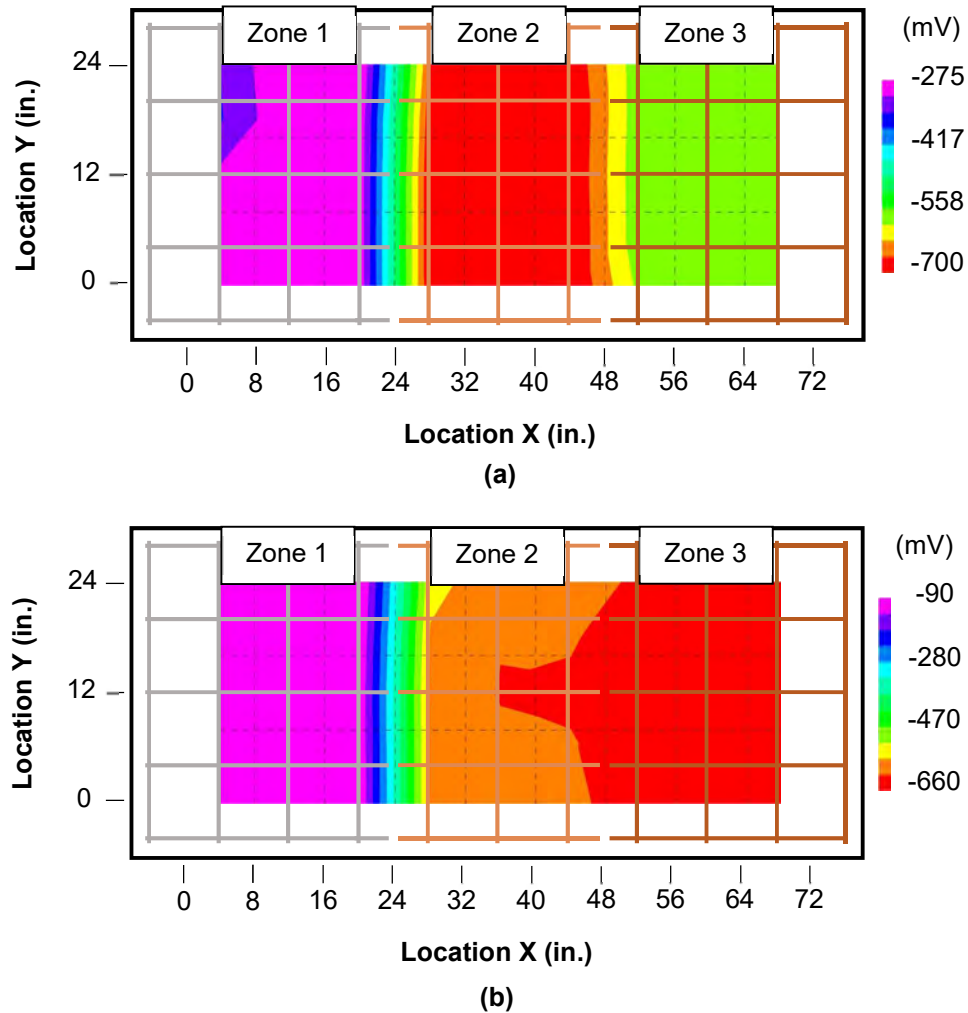 Zone 1 Zone 2 Zone 3 (mV)
24
12
0
Location Y (in.)
-275
-417
-558
-700
0 8 16 24 32 40 48 56 64 72
Location X (in.)
(a)
Zone 1 Zone 2 Zone 3 (mV)
24
12
0
Location Y (in.)
-90
-280
-470
-660
0 8 16 24 32 40 48 56 64 72
Location X (in.)
(b)